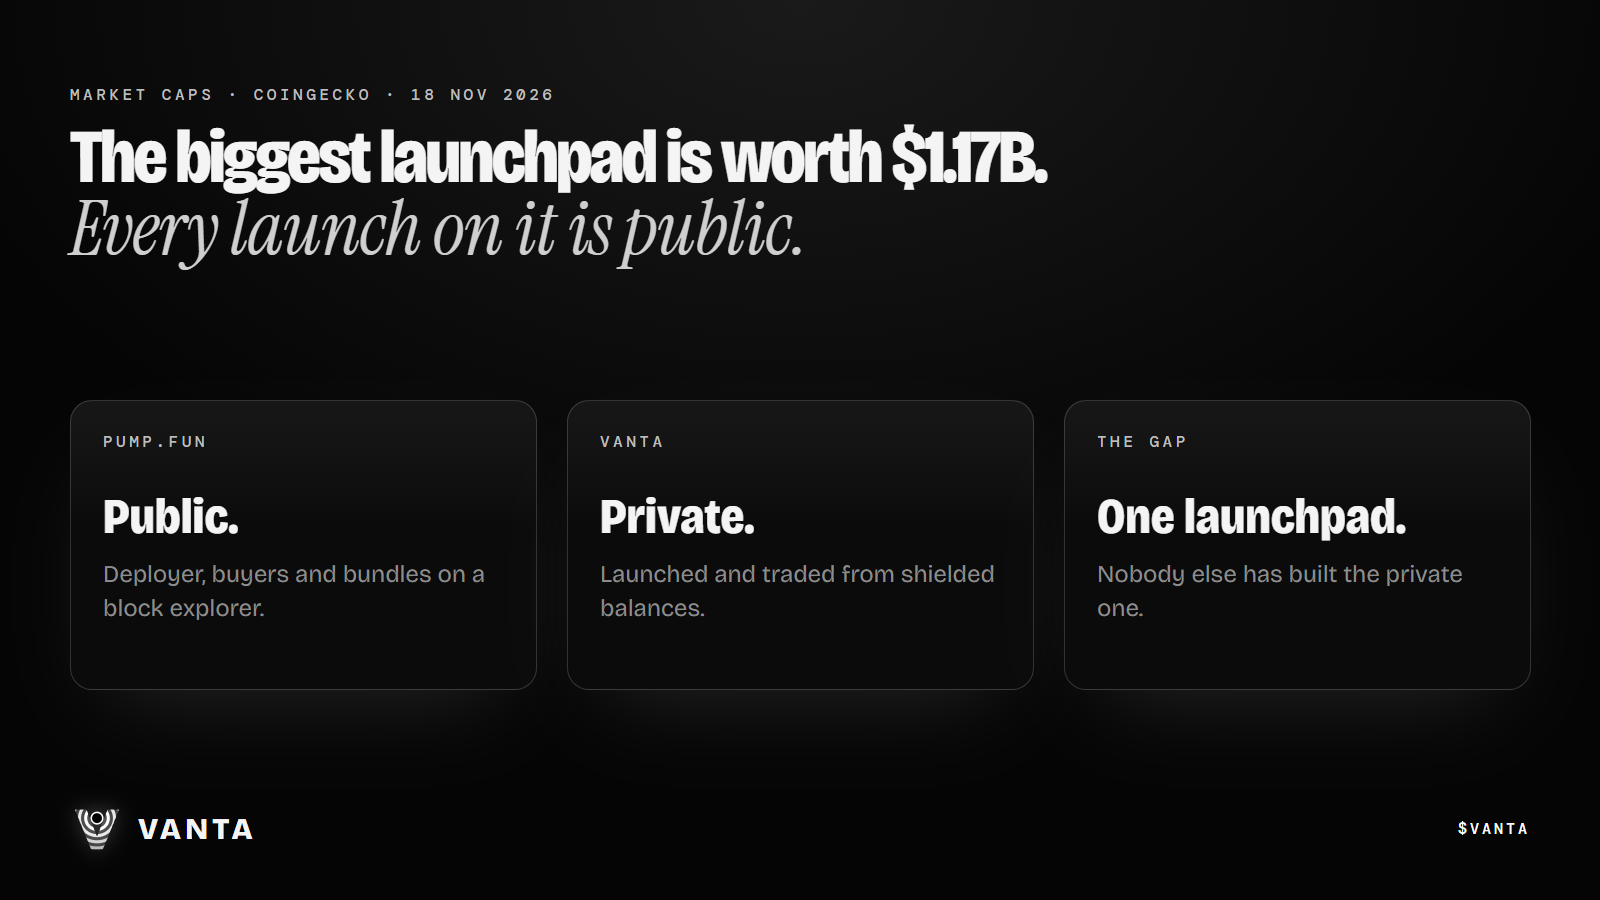 MARKET CAPS · COINGECKO · 18 NOV 2026
The biggest launchpad is worth $1.17B.
Every launch on it is public.
PUMP.FUN
Public.
Deployer, buyers and bundles on a
block explorer.
VANTA
Private.
Launched and traded from shielded
balances.
THE GAP
One launchpad.
Nobody else has built the private
one.
VANTA
$VANTA